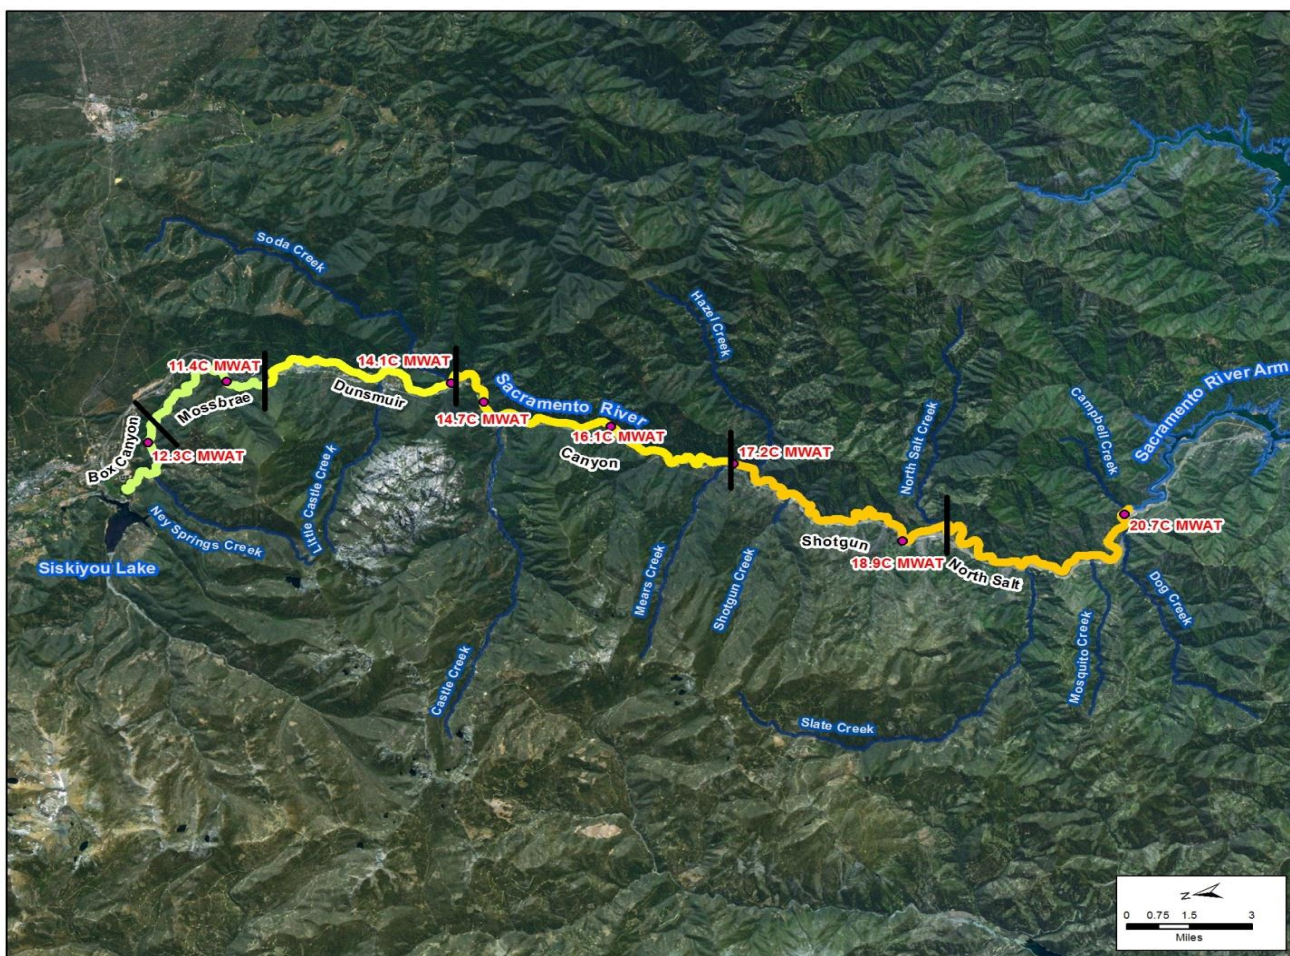 Soda Creek
Hazel Creek
11.4C MWAT
14.1C MWAT
Mossbrae
Dunsmuir
Sacramento River
14.7C MWAT
16.1C MWAT
Canyon
17.2C MWAT
North Salt Creek
Campbell Creek
Sacramento River Arm
Box Canyon
12.3C MWAT
Ney Springs Creek
Little Castle Creek
Siskiyou Lake
Castle Creek
Mears Creek
Shotgun Creek
Shotgun
18.9C MWAT
North Salt
20.7C MWAT
Slate Creek
Mosquito Creek
Dog Creek
Z
0 0.75 1.5 3
Miles